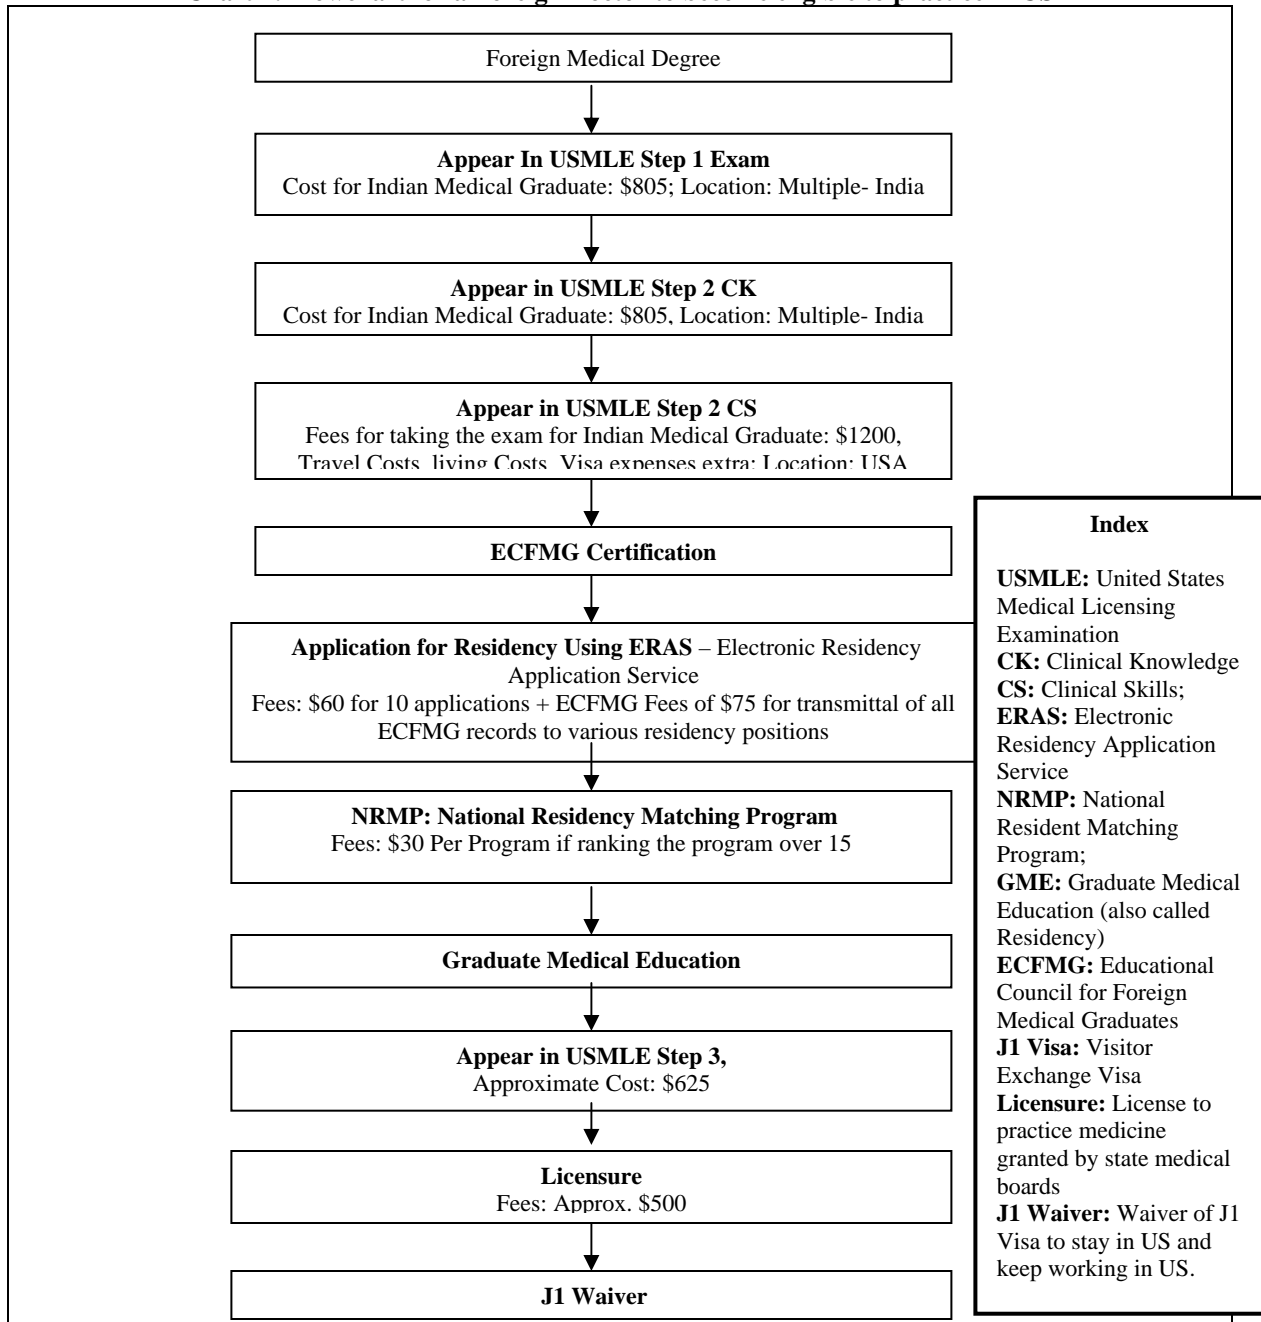 Foreign Medical Degree
Appear In USMLE Step 1 Exam
Cost for Indian Medical Graduate: $805; Location: Multiple- India
Appear in USMLE Step 2 CK
Cost for Indian Medical Graduate: $805, Location: Multiple- India
Appear in USMLE Step 2 CS
Fees for taking the exam for Indian Medical Graduate: $1200,
Travel Costs, living Costs, Visa expenses extra; Location: USA
ECFMG Certification
Application for Residency Using ERAS – Electronic Residency
Application Service
Fees: $60 for 10 applications + ECFMG Fees of $75 for transmittal of all
ECFMG records to various residency positions
NRMP: National Residency Matching Program
Fees: $30 Per Program if ranking the program over 15
Graduate Medical Education
Appear in USMLE Step 3,
Approximate Cost: $625
Licensure
Fees: Approx. $500
J1 Waiver
Index
USMLE: United States
Medical Licensing
Examination
CK: Clinical Knowledge
CS: Clinical Skills;
ERAS: Electronic
Residency Application
Service
NRMP: National
Resident Matching
Program;
GME: Graduate Medical
Education (also called
Residency)
ECFMG: Educational
Council for Foreign
Medical Graduates
J1 Visa: Visitor
Exchange Visa
Licensure: License to
practice medicine
granted by state medical
boards
J1 Waiver: Waiver of J1
Visa to stay in US and
keep working in US.